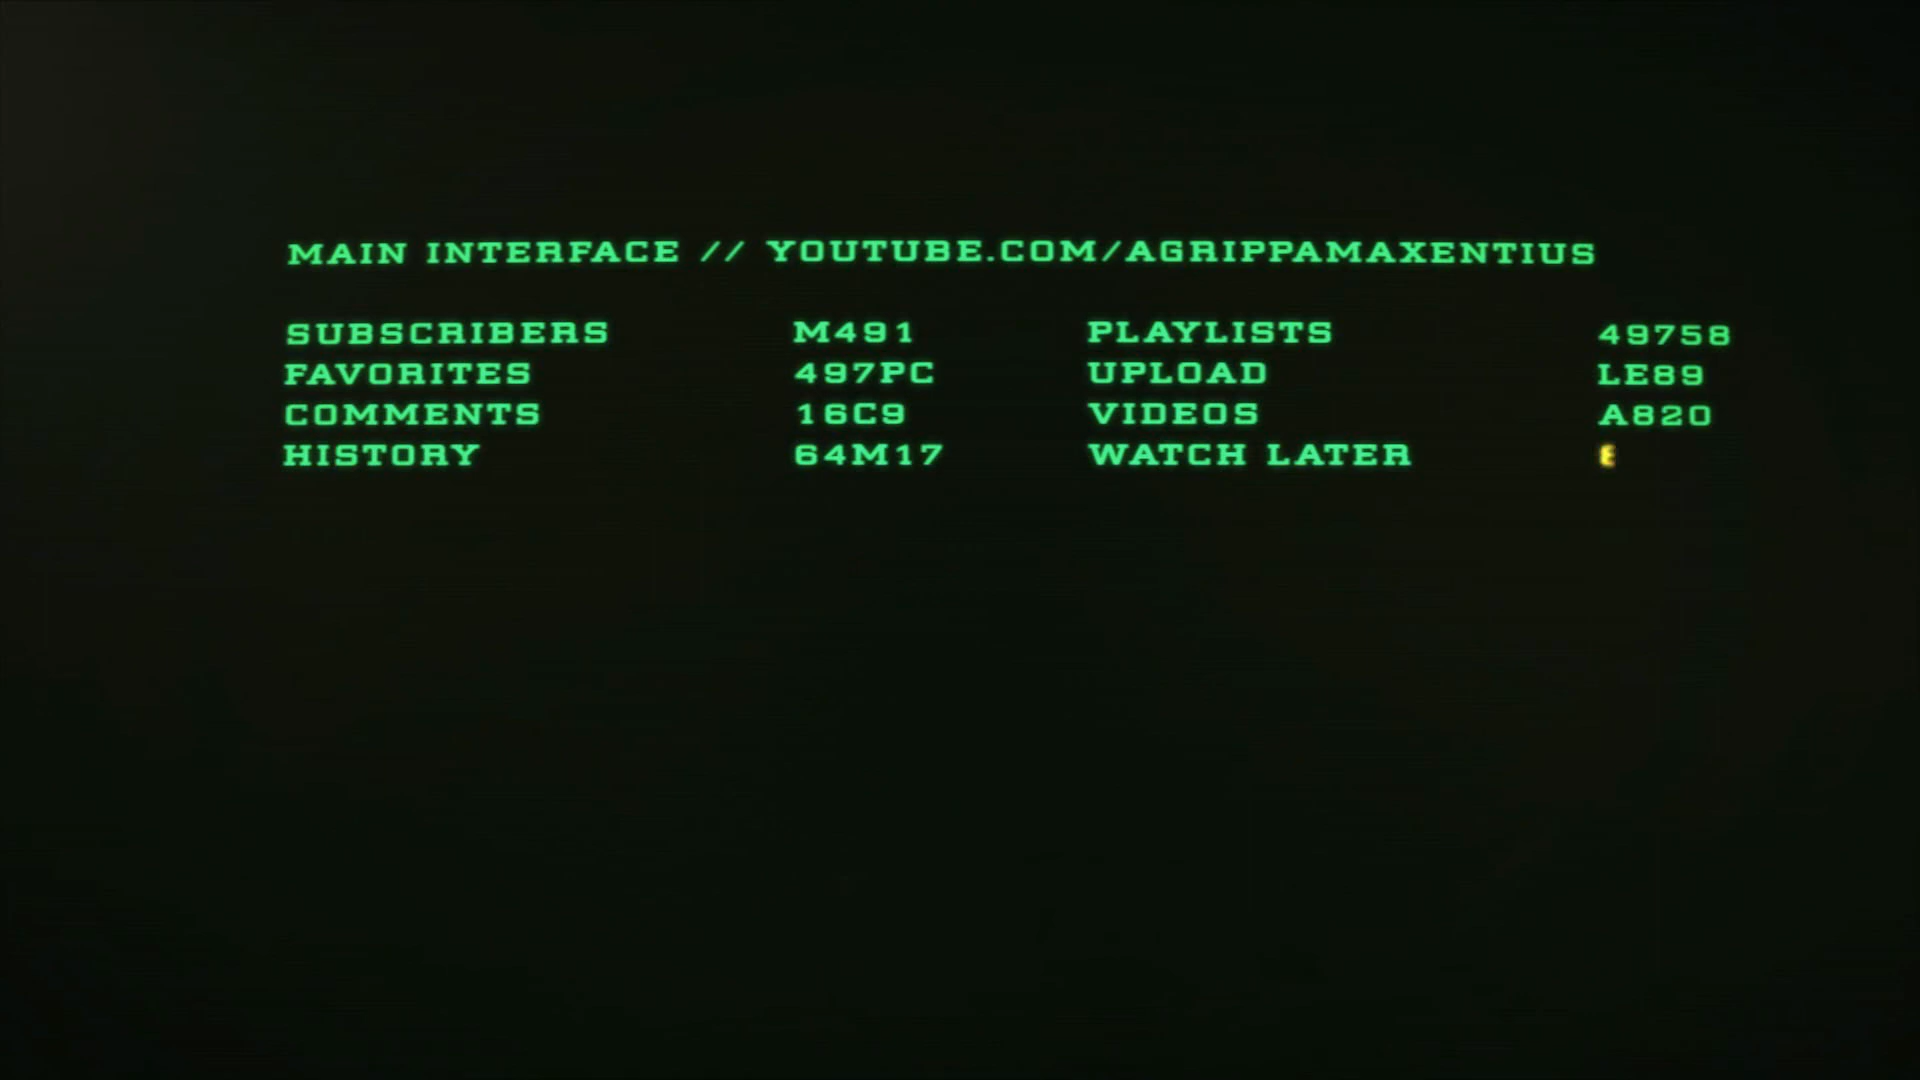 MAIN INTERFACE // YOUTUBE.COM/AGRIPPAMAXENTIUS
SUBSCRIBERS M491 PLAYLISTS 49758
FAVORITES 497PC UPLOAD LE89
COMMENTS 16C9 VIDEOS A820
HISTORY 64M17 WATCH LATER